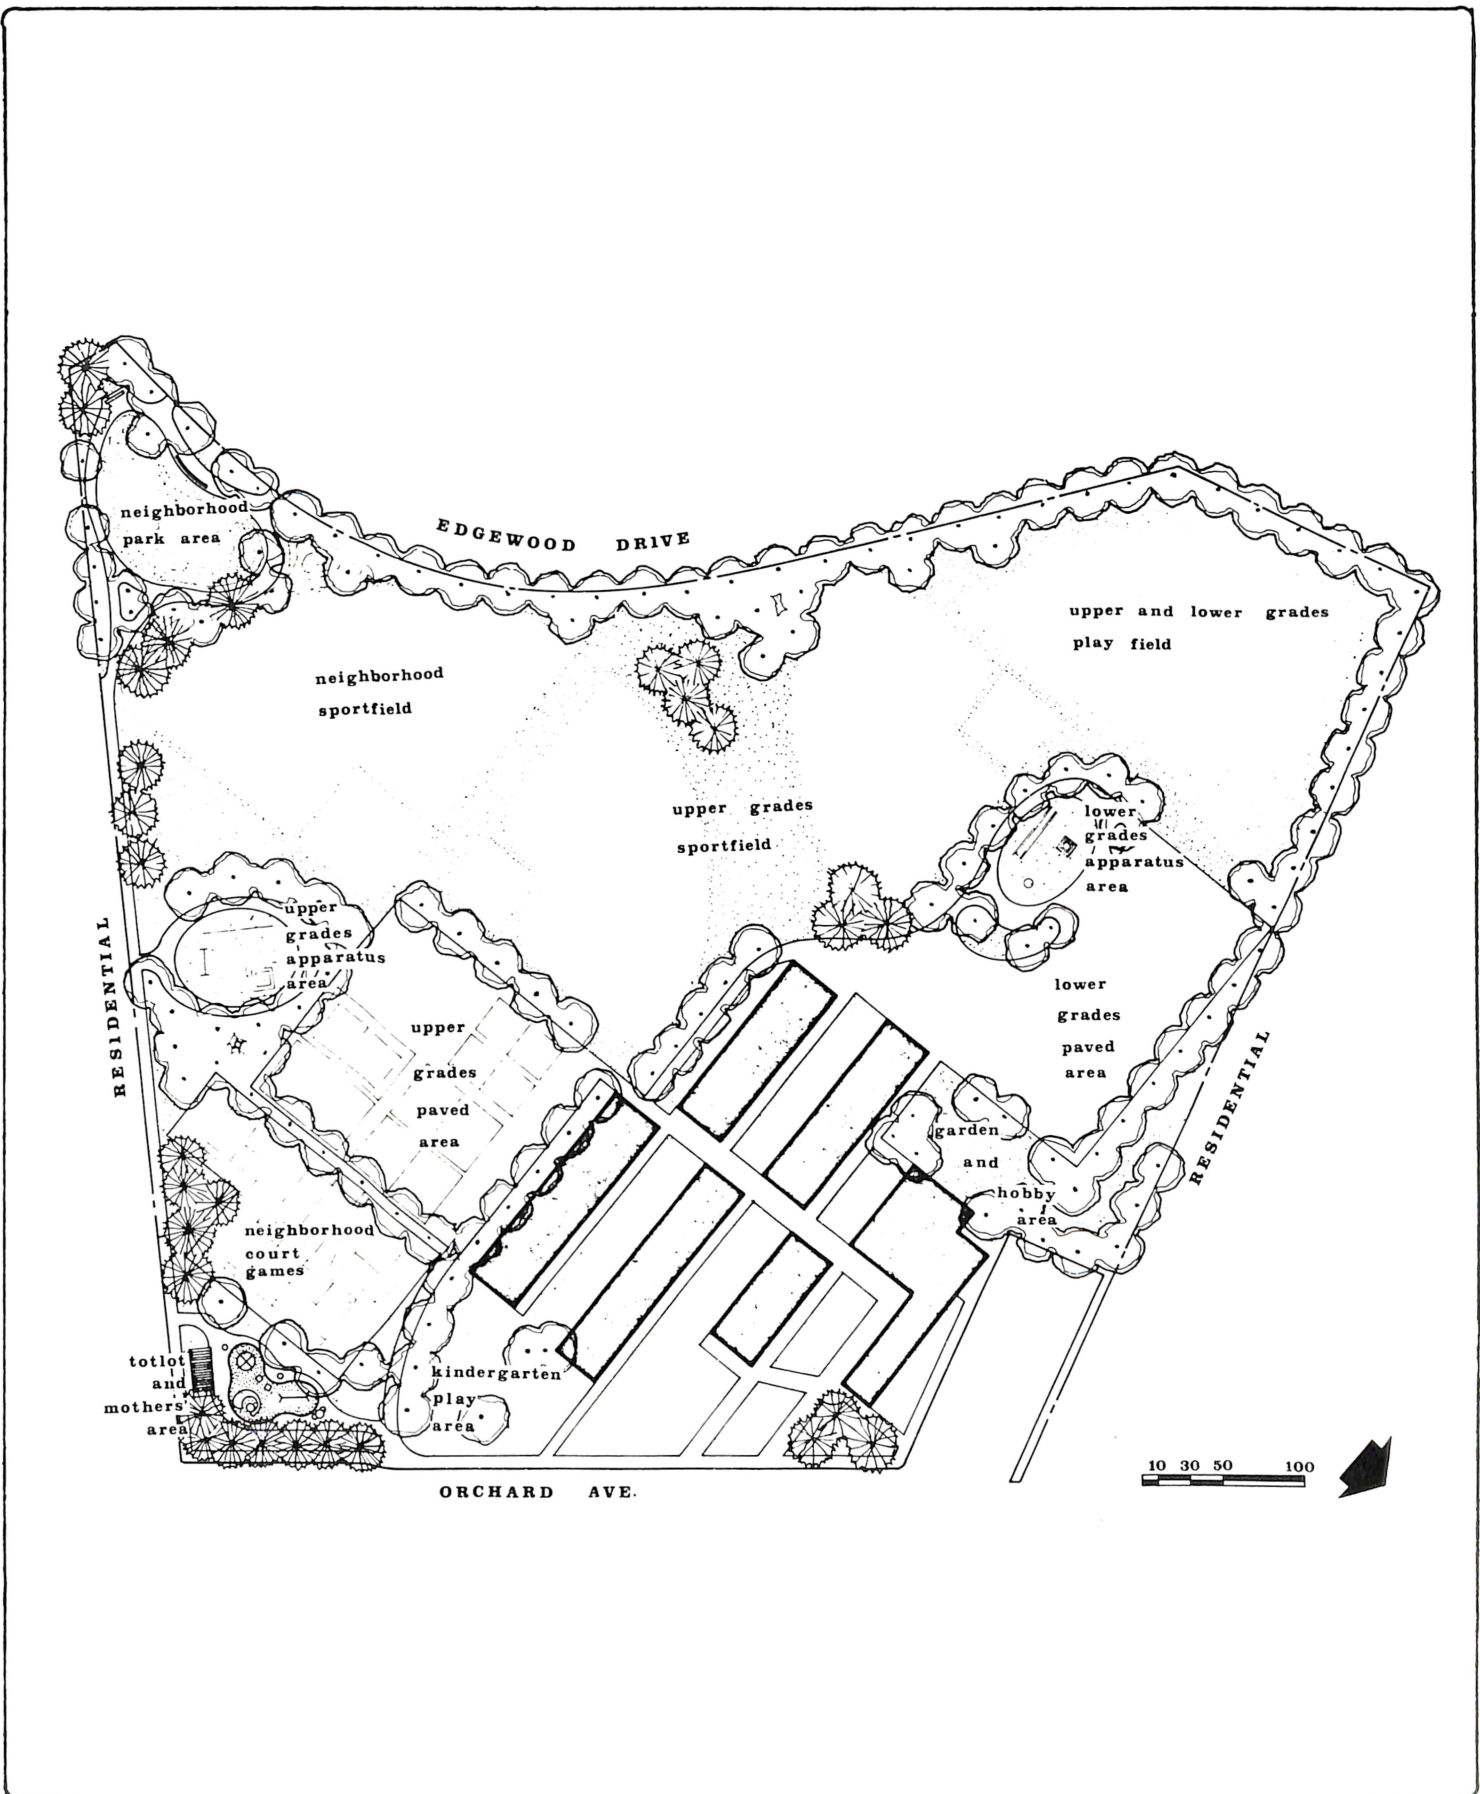 EDGEWOOD DRIVE
neighborhood
park area
upper and lower grades
play field
neighborhood
sportfield
upper grades
sportfield
lower
grades
apparatus
area
upper
grades
apparatus
area
RESIDENTIAL
lower
grades
paved
area
upper
grades
paved
area
RESIDENTIAL
garden
and
hobby
area
neighborhood
court
games
totlot
and
mothers'
area
kindergarten
play
area
10 30 50 100
ORCHARD AVE.